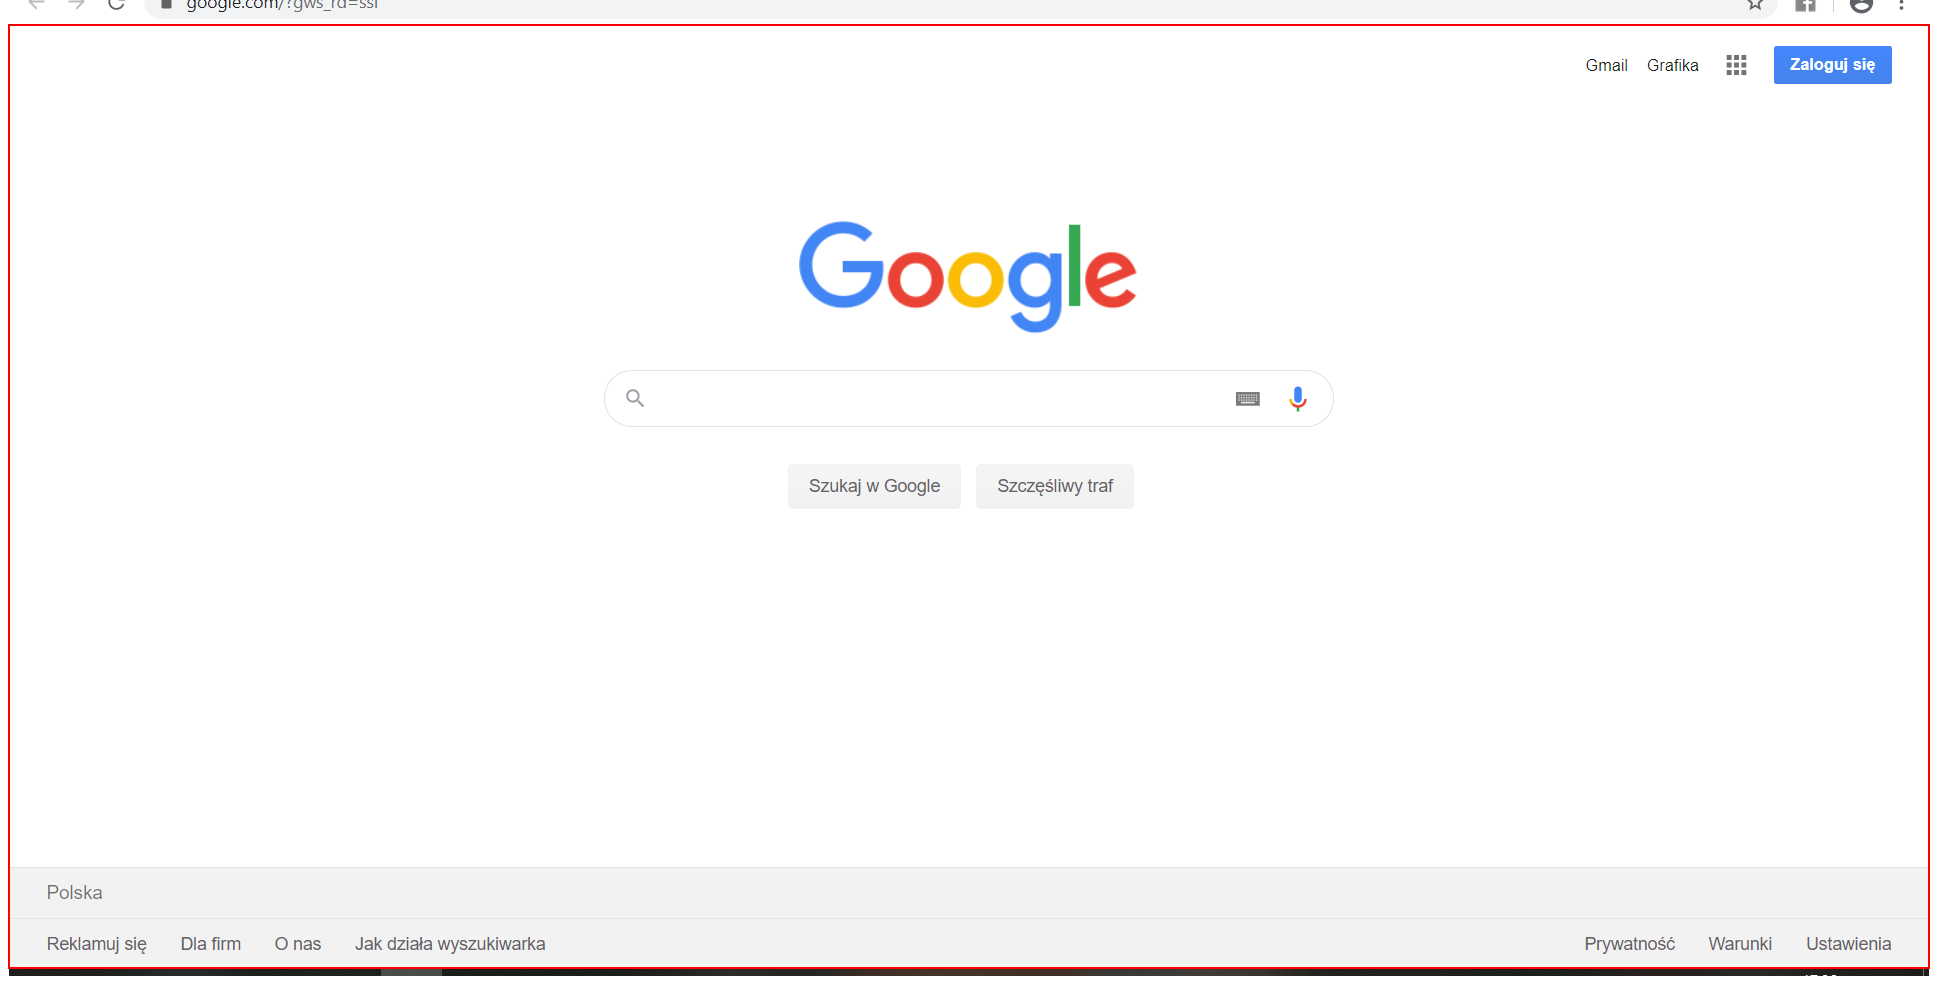 google.com/?gws_rd=ssl
Gmail Grafika Zaloguj się
Google
Szukaj w Google Szczęśliwy traf
Polska
Reklamuj się Dla firm O nas Jak działa wyszukiwarka Prywatność Warunki Ustawienia